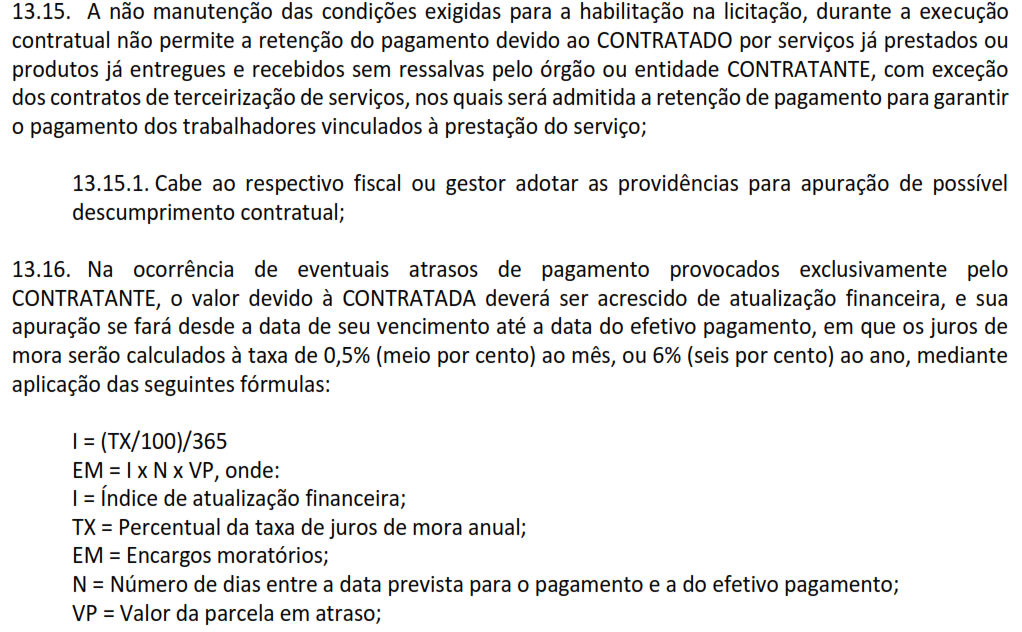 13.15. A não manutenção das condições exigidas para a habilitação na licitação, durante a execução
contratual não permite a retenção do pagamento devido ao CONTRATADO por serviços já prestados ou
produtos já entregues e recebidos sem ressalvas pelo órgão ou entidade CONTRATANTE, com exceção
dos contratos de terceirização de serviços, nos quais será admitida a retenção de pagamento para garantir
o pagamento dos trabalhadores vinculados à prestação do serviço;
13.15.1. Cabe ao respectivo fiscal ou gestor adotar as providências para apuração de possível
descumprimento contratual;
13.16. Na ocorrência de eventuais atrasos de pagamento provocados exclusivamente pelo
CONTRATANTE, o valor devido à CONTRATADA deverá ser acrescido de atualização financeira, e sua
apuração se fará desde a data de seu vencimento até a data do efetivo pagamento, em que os juros de
mora serão calculados à taxa de 0,5% (meio por cento) ao mês, ou 6% (seis por cento) ao ano, mediante
aplicação das seguintes fórmulas:
I = (TX/100)/365
EM = I x N x VP, onde:
I = Índice de atualização financeira;
TX = Percentual da taxa de juros de mora anual;
EM = Encargos moratórios;
N = Número de dias entre a data prevista para o pagamento e a do efetivo pagamento;
VP = Valor da parcela em atraso;